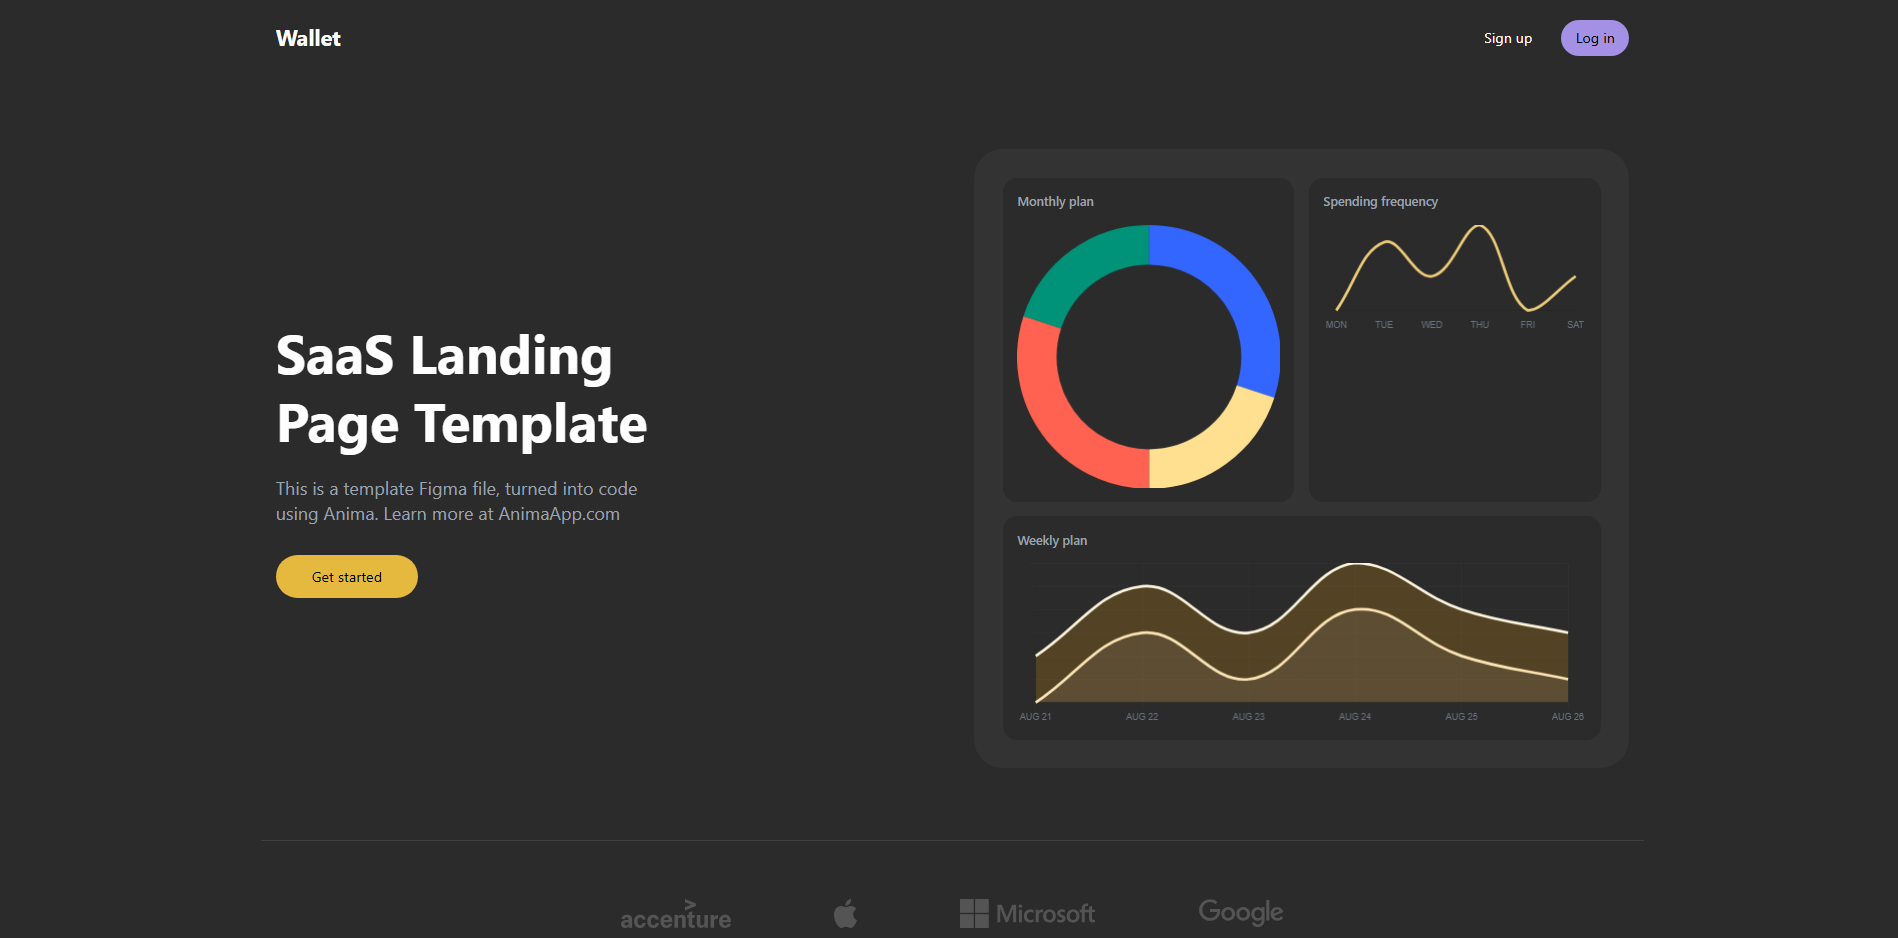 Wallet
Sign up
Log in
SaaS Landing
Page Template
This is a template Figma file, turned into code
using Anima. Learn more at AnimaApp.com
Get started
Monthly plan
Spending frequency
MON TUE WED THU FRI SAT
Weekly plan
AUG 21 AUG 22 AUG 23 AUG 24 AUG 25 AUG 26
accenture
Microsoft
Google